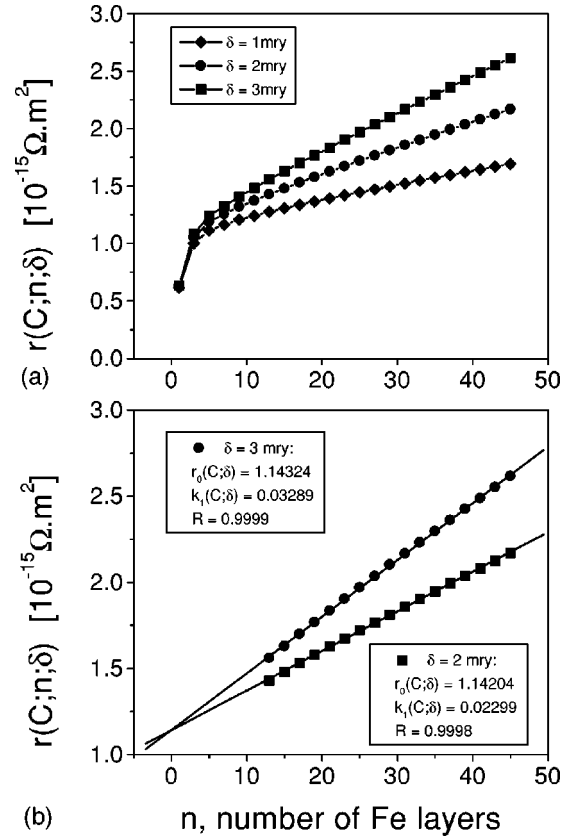 3.0
2.5
2.0
1.5
1.0
0.5
0.0
r(C;n;δ) [10⁻¹⁵Ω.m²]
δ = 1mry
δ = 2mry
δ = 3mry
0 10 20 30 40 50
(a)
3.0
2.5
2.0
1.5
1.0
r(C;n;δ) [10⁻¹⁵Ω.m²]
δ = 3 mry:
r₀(C;δ) = 1.14324
k₁(C;δ) = 0.03289
R = 0.9999
δ = 2 mry:
r₀(C;δ) = 1.14204
k₁(C;δ) = 0.02299
R = 0.9998
0 10 20 30 40 50
(b)
n, number of Fe layers